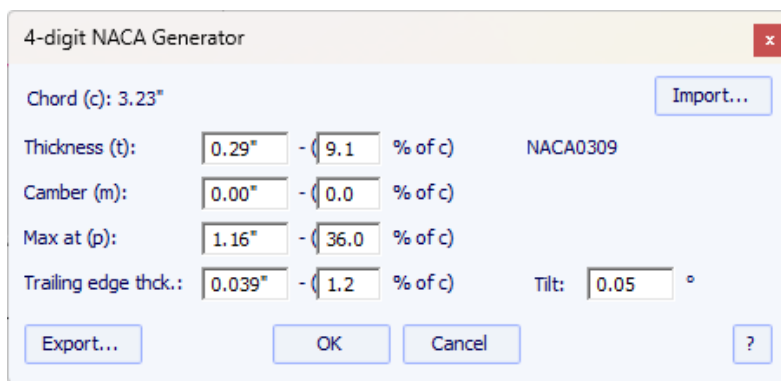 4-digit NACA Generator
x
Chord (c): 3.23"
Import...
Thickness (t): 0.29" - ( 9.1 % of c) NACA0309
Camber (m): 0.00" - ( 0.0 % of c)
Max at (p): 1.16" - ( 36.0 % of c)
Trailing edge thck.: 0.039" - ( 1.2 % of c) Tilt: 0.05 °
Export... OK Cancel ?